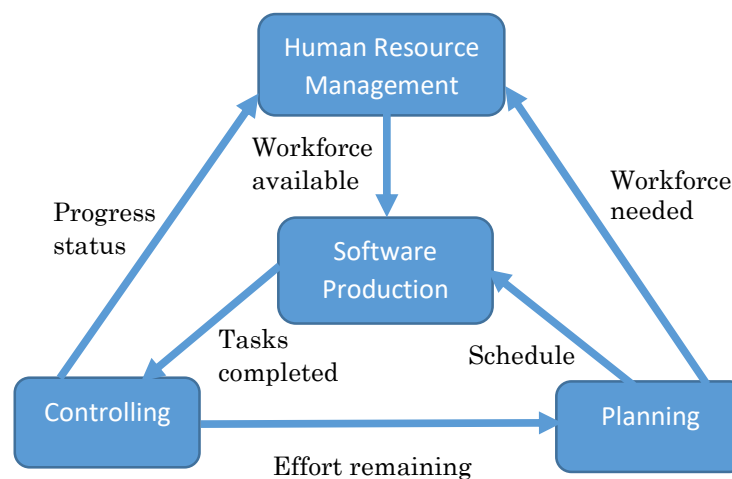 Human Resource
Management
Workforce
available
Workforce
needed
Progress
status
Software
Production
Tasks
completed
Schedule
Controlling
Planning
Effort remaining